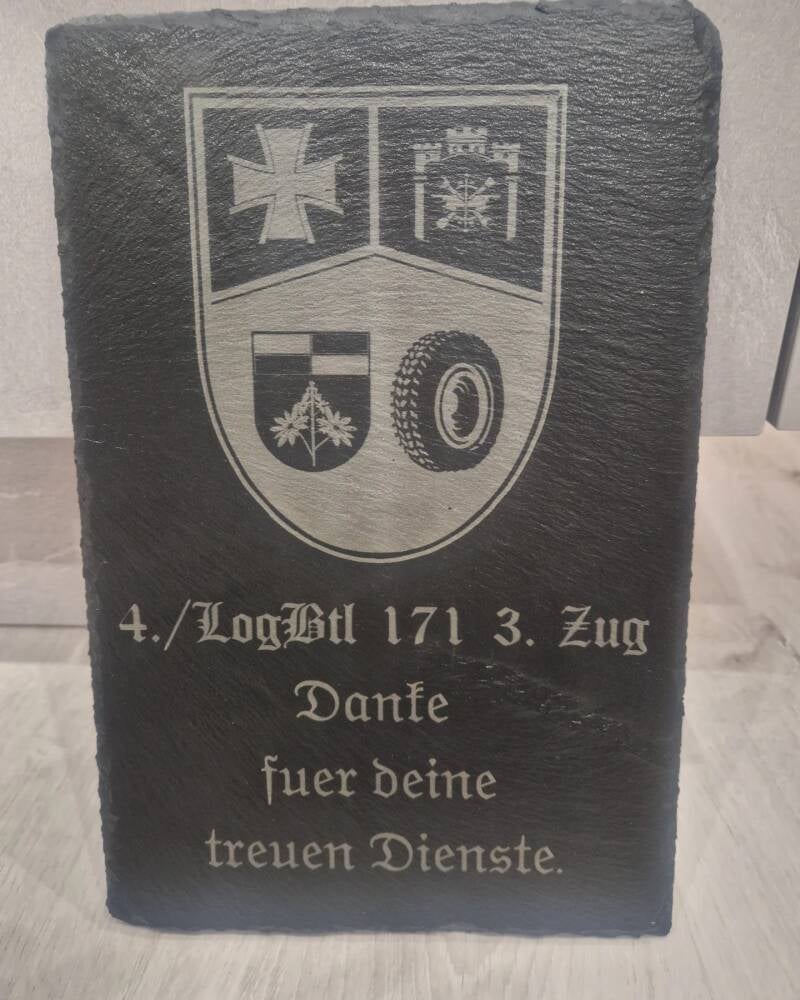 4./LogBtl 171 3. Zug
Danke
fuer deine
treuen Dienste.